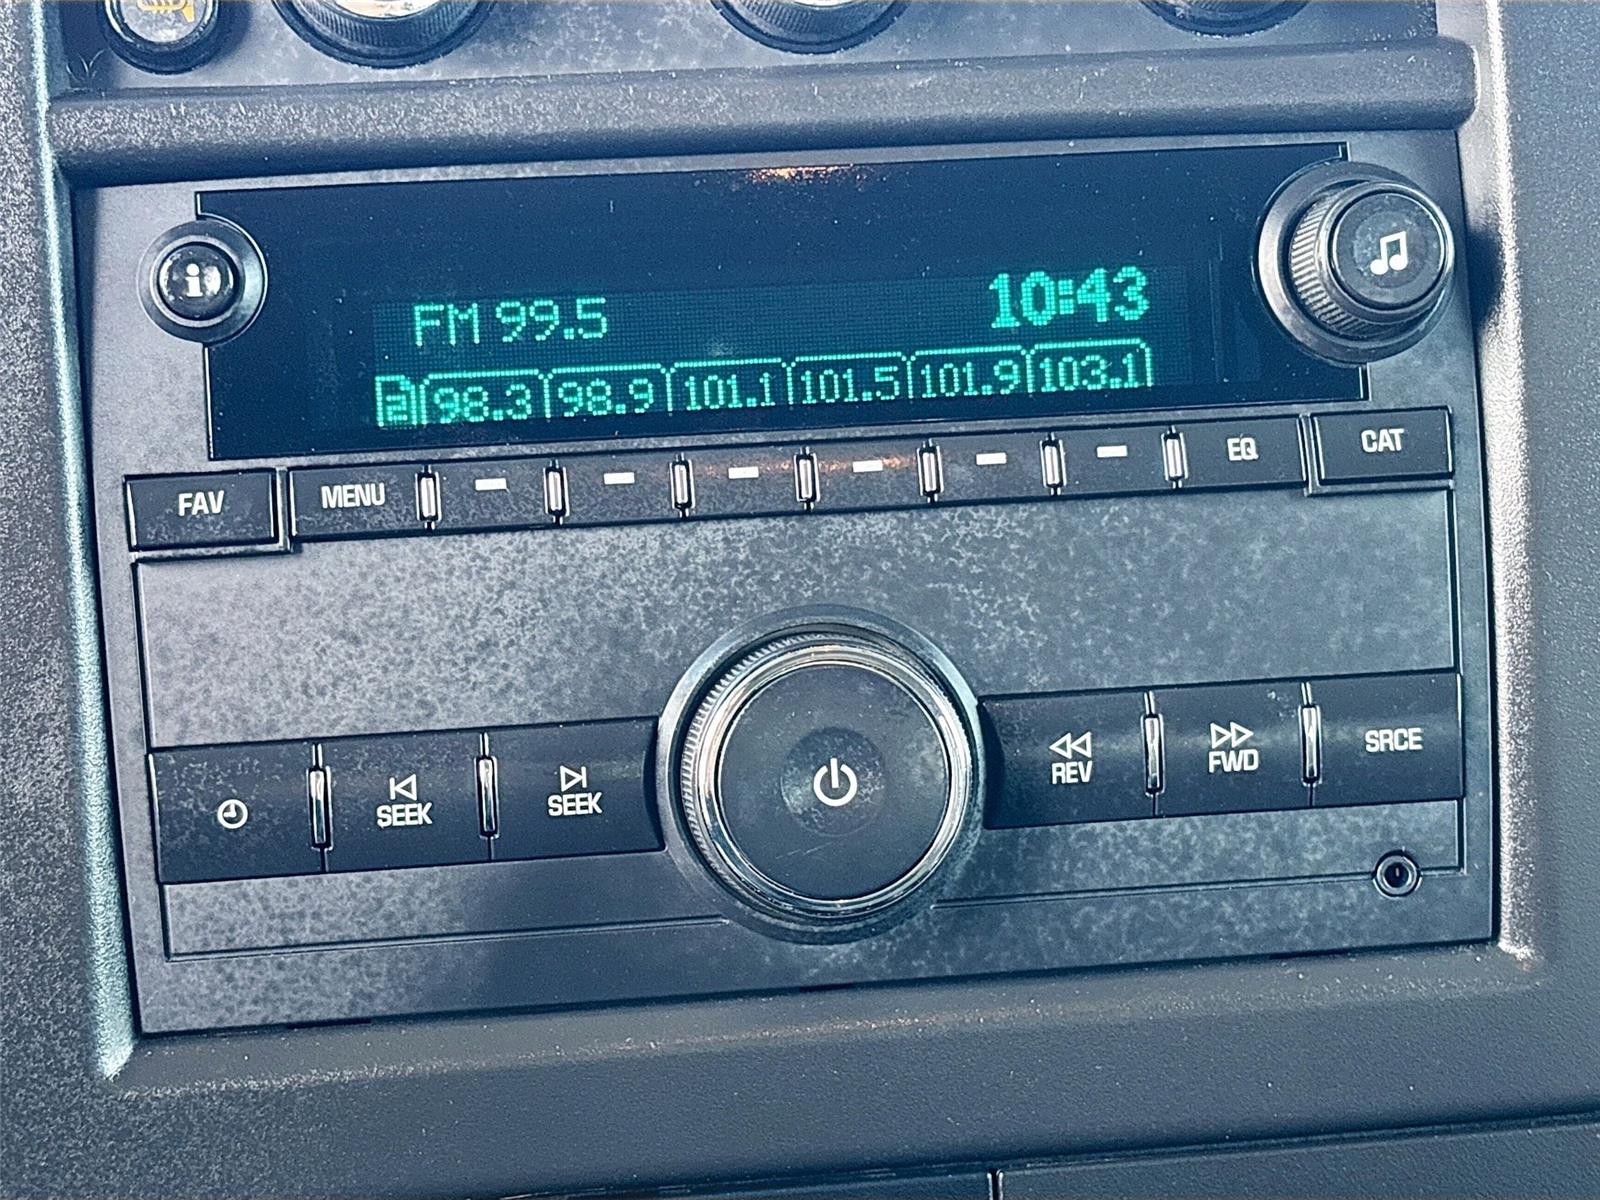 FM 99.5 10:43
2 98.3 98.9 101.1 101.5 101.9 103.1
FAV MENU EQ CAT
SEEK SEEK REV FWD SRCE